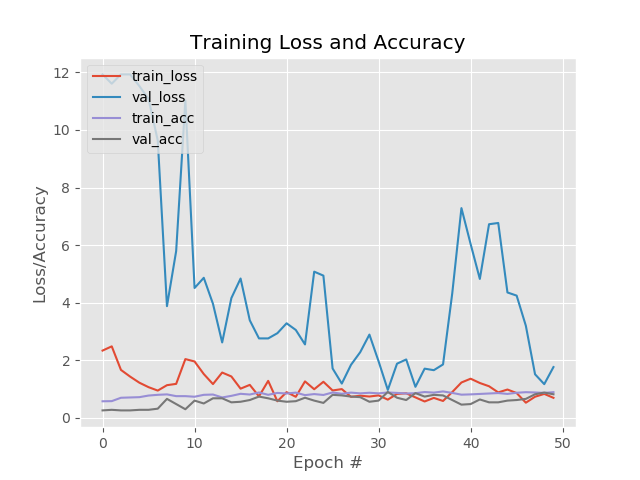 Training Loss and Accuracy
train_loss
val_loss
train_acc
val_acc
12
10
8
6
4
2
0
Loss/Accuracy
0 10 20 30 40 50
Epoch #